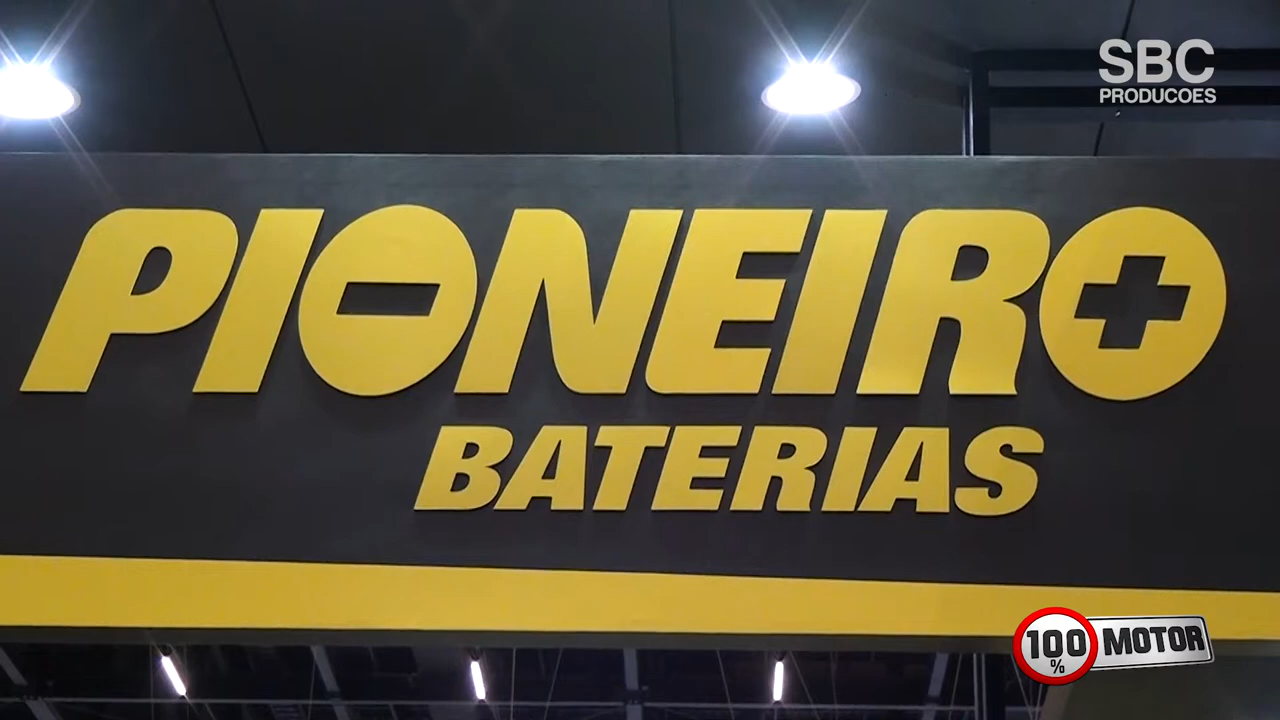 SBC
PRODUCOES
PIONEIRO
BATERIAS
100% MOTOR